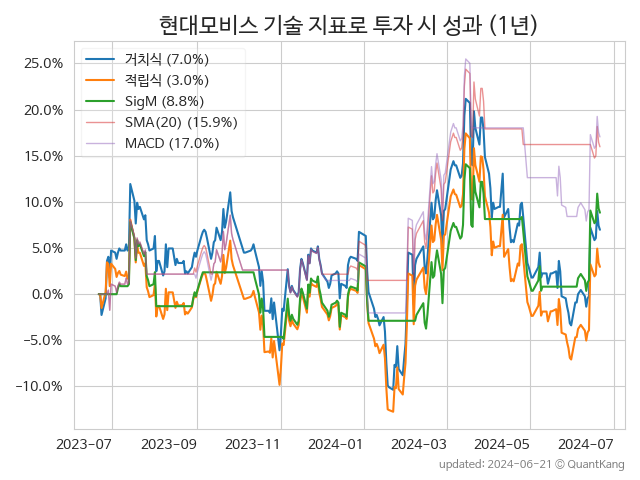 현대모비스 기술 지표로 투자 시 성과 (1년)
거치식 (7.0%)
적립식 (3.0%)
SigM (8.8%)
SMA(20) (15.9%)
MACD (17.0%)
25.0%
20.0%
15.0%
10.0%
5.0%
0.0%
−5.0%
−10.0%
2023-07 2023-09 2023-11 2024-01 2024-03 2024-05 2024-07
updated: 2024-06-21 © QuantKang